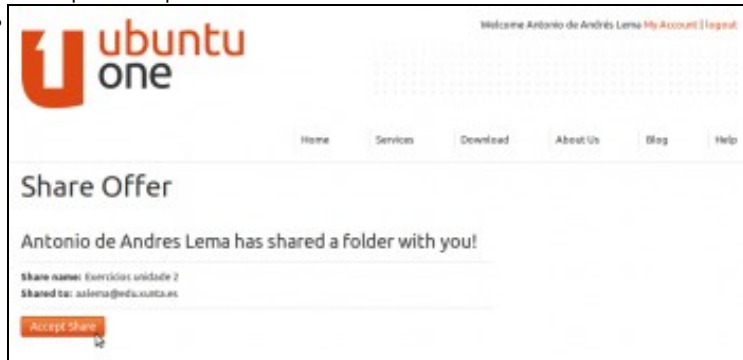 Welcome Antonio de Andrés Lema My Account | logout
ubuntu
one
Home Services Download About Us Blog Help
Share Offer
Antonio de Andres Lema has shared a folder with you!
Share name: Exercicios unidade 2
Shared to: aalema@edu.xunta.es
Accept Share